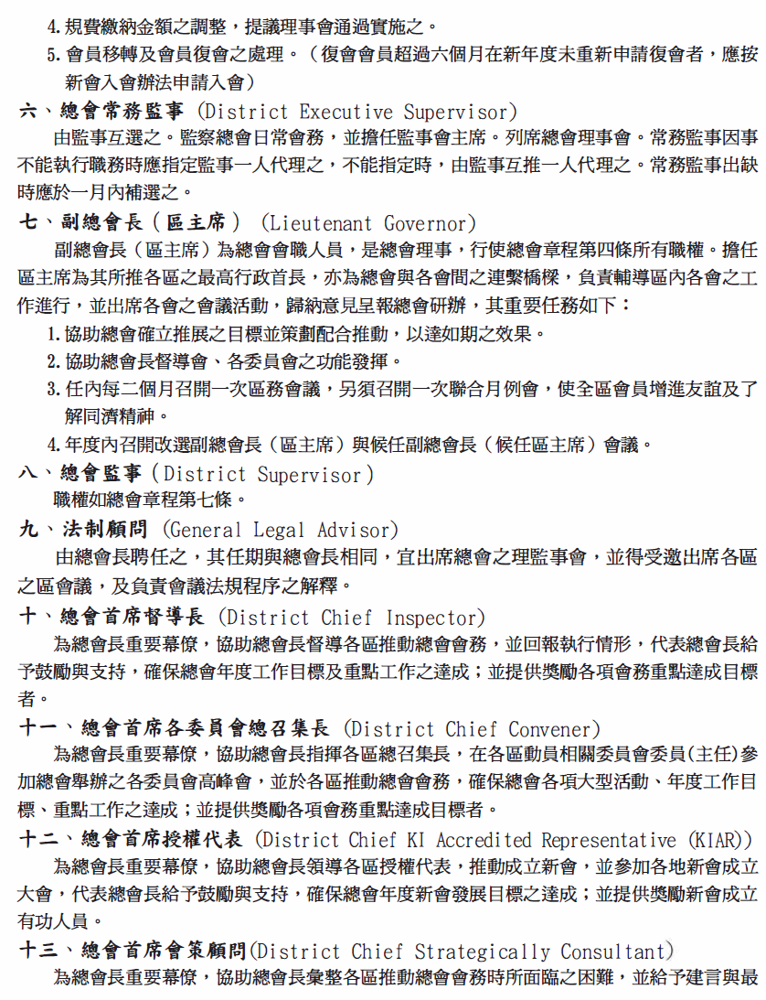 4. 規費繳納金額之調整，提議理事會通過實施之。
5. 會員移轉及會員復會之處理。（復會會員超過六個月在新年度未重新申請復會者，應按
新會入會辦法申請入會）
六、總會常務監事 (District Executive Supervisor)
由監事互選之。監察總會日常會務，並擔任監事會主席。列席總會理事會。常務監事因事
不能執行職務時應指定監事一人代理之，不能指定時，由監事互推一人代理之。常務監事出缺
時應於一月內補選之。
七、副總會長（區主席） (Lieutenant Governor)
副總會長（區主席）為總會會職人員，是總會理事，行使總會章程第四條所有職權。擔任
區主席為其所推各區之最高行政首長，亦為總會與各會間之連繫橋樑，負責輔導區內各會之工
作進行，並出席各會之會議活動，歸納意見呈報總會研辦，其重要任務如下：
1. 協助總會確立推展之目標並策劃配合推動，以達如期之效果。
2. 協助總會長督導會、各委員會之功能發揮。
3. 任內每二個月召開一次區務會議，另須召開一次聯合月例會，使全區會員增進友誼及了
解同濟精神。
4. 年度內召開改選副總會長（區主席）與候任副總會長（候任區主席）會議。
八、總會監事（District Supervisor）
職權如總會章程第七條。
九、法制顧問 (General Legal Advisor)
由總會長聘任之，其任期與總會長相同，宜出席總會之理監事會，並得受邀出席各區
之區會議，及負責會議法規程序之解釋。
十、總會首席督導長 (District Chief Inspector)
為總會長重要幕僚，協助總會長督導各區推動總會會務，並回報執行情形，代表總會長給
予鼓勵與支持，確保總會年度工作目標及重點工作之達成；並提供獎勵各項會務重點達成目標
者。
十一、總會首席各委員會總召集長 (District Chief Convener)
為總會長重要幕僚，協助總會長指揮各區總召集長，在各區動員相關委員會委員(主任)參
加總會舉辦之各委員會高峰會，並於各區推動總會會務，確保總會各項大型活動、年度工作目
標、重點工作之達成；並提供獎勵各項會務重點達成目標者。
十二、總會首席授權代表 (District Chief KI Accredited Representative (KIAR))
為總會長重要幕僚，協助總會長領導各區授權代表，推動成立新會，並參加各地新會成立
大會，代表總會長給予鼓勵與支持，確保總會年度新會發展目標之達成；並提供獎勵新會成立
有功人員。
十三、總會首席會策顧問(District Chief Strategically Consultant)
為總會長重要幕僚，協助總會長彙整各區推動總會會務時所面臨之困難，並給予建言與最